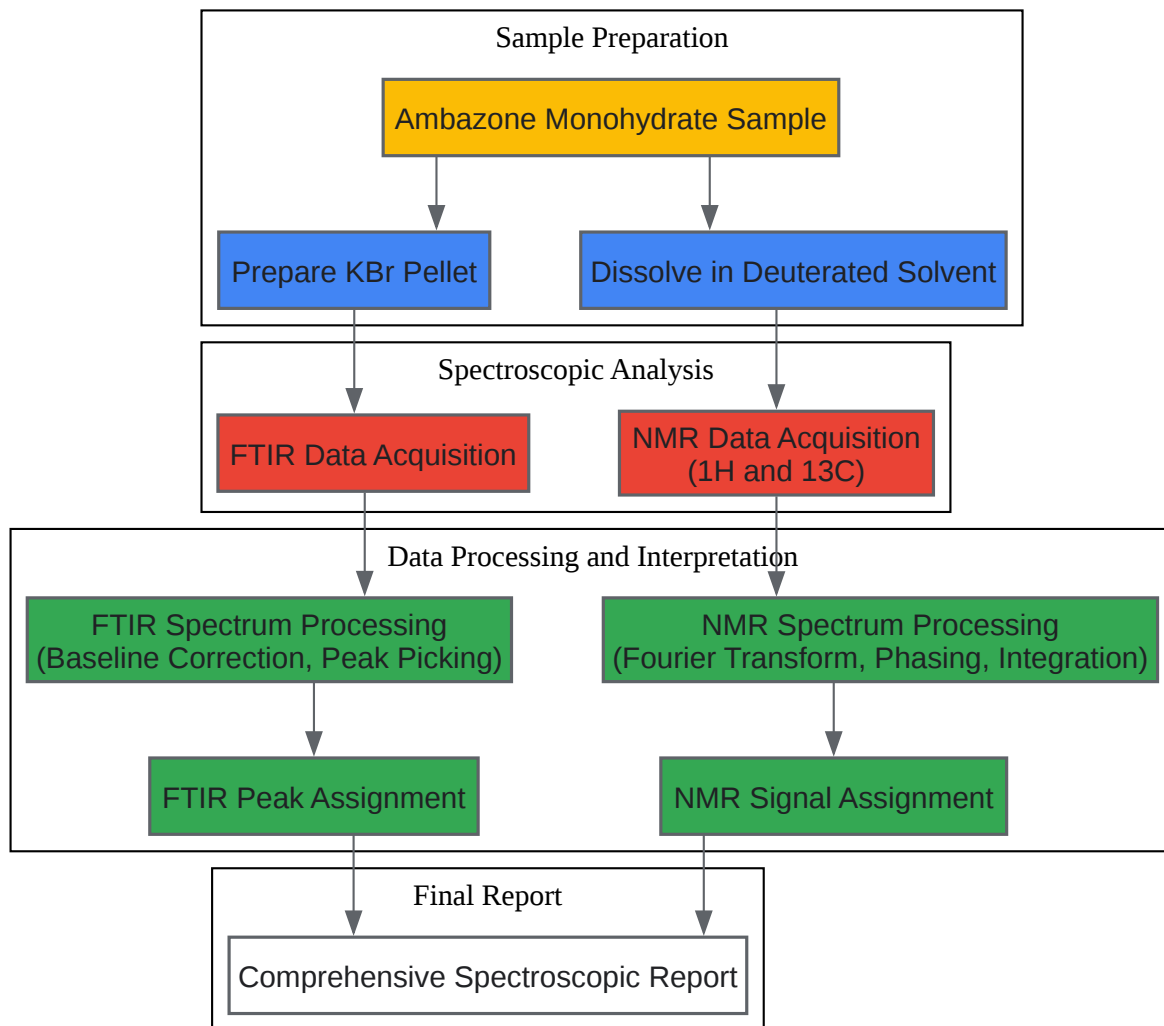 Sample Preparation
Ambazone Monohydrate Sample
Prepare KBr Pellet
Dissolve in Deuterated Solvent
Spectroscopic Analysis
FTIR Data Acquisition
NMR Data Acquisition
(1H and 13C)
Data Processing and Interpretation
FTIR Spectrum Processing
(Baseline Correction, Peak Picking)
NMR Spectrum Processing
(Fourier Transform, Phasing, Integration)
FTIR Peak Assignment
NMR Signal Assignment
Final Report
Comprehensive Spectroscopic Report